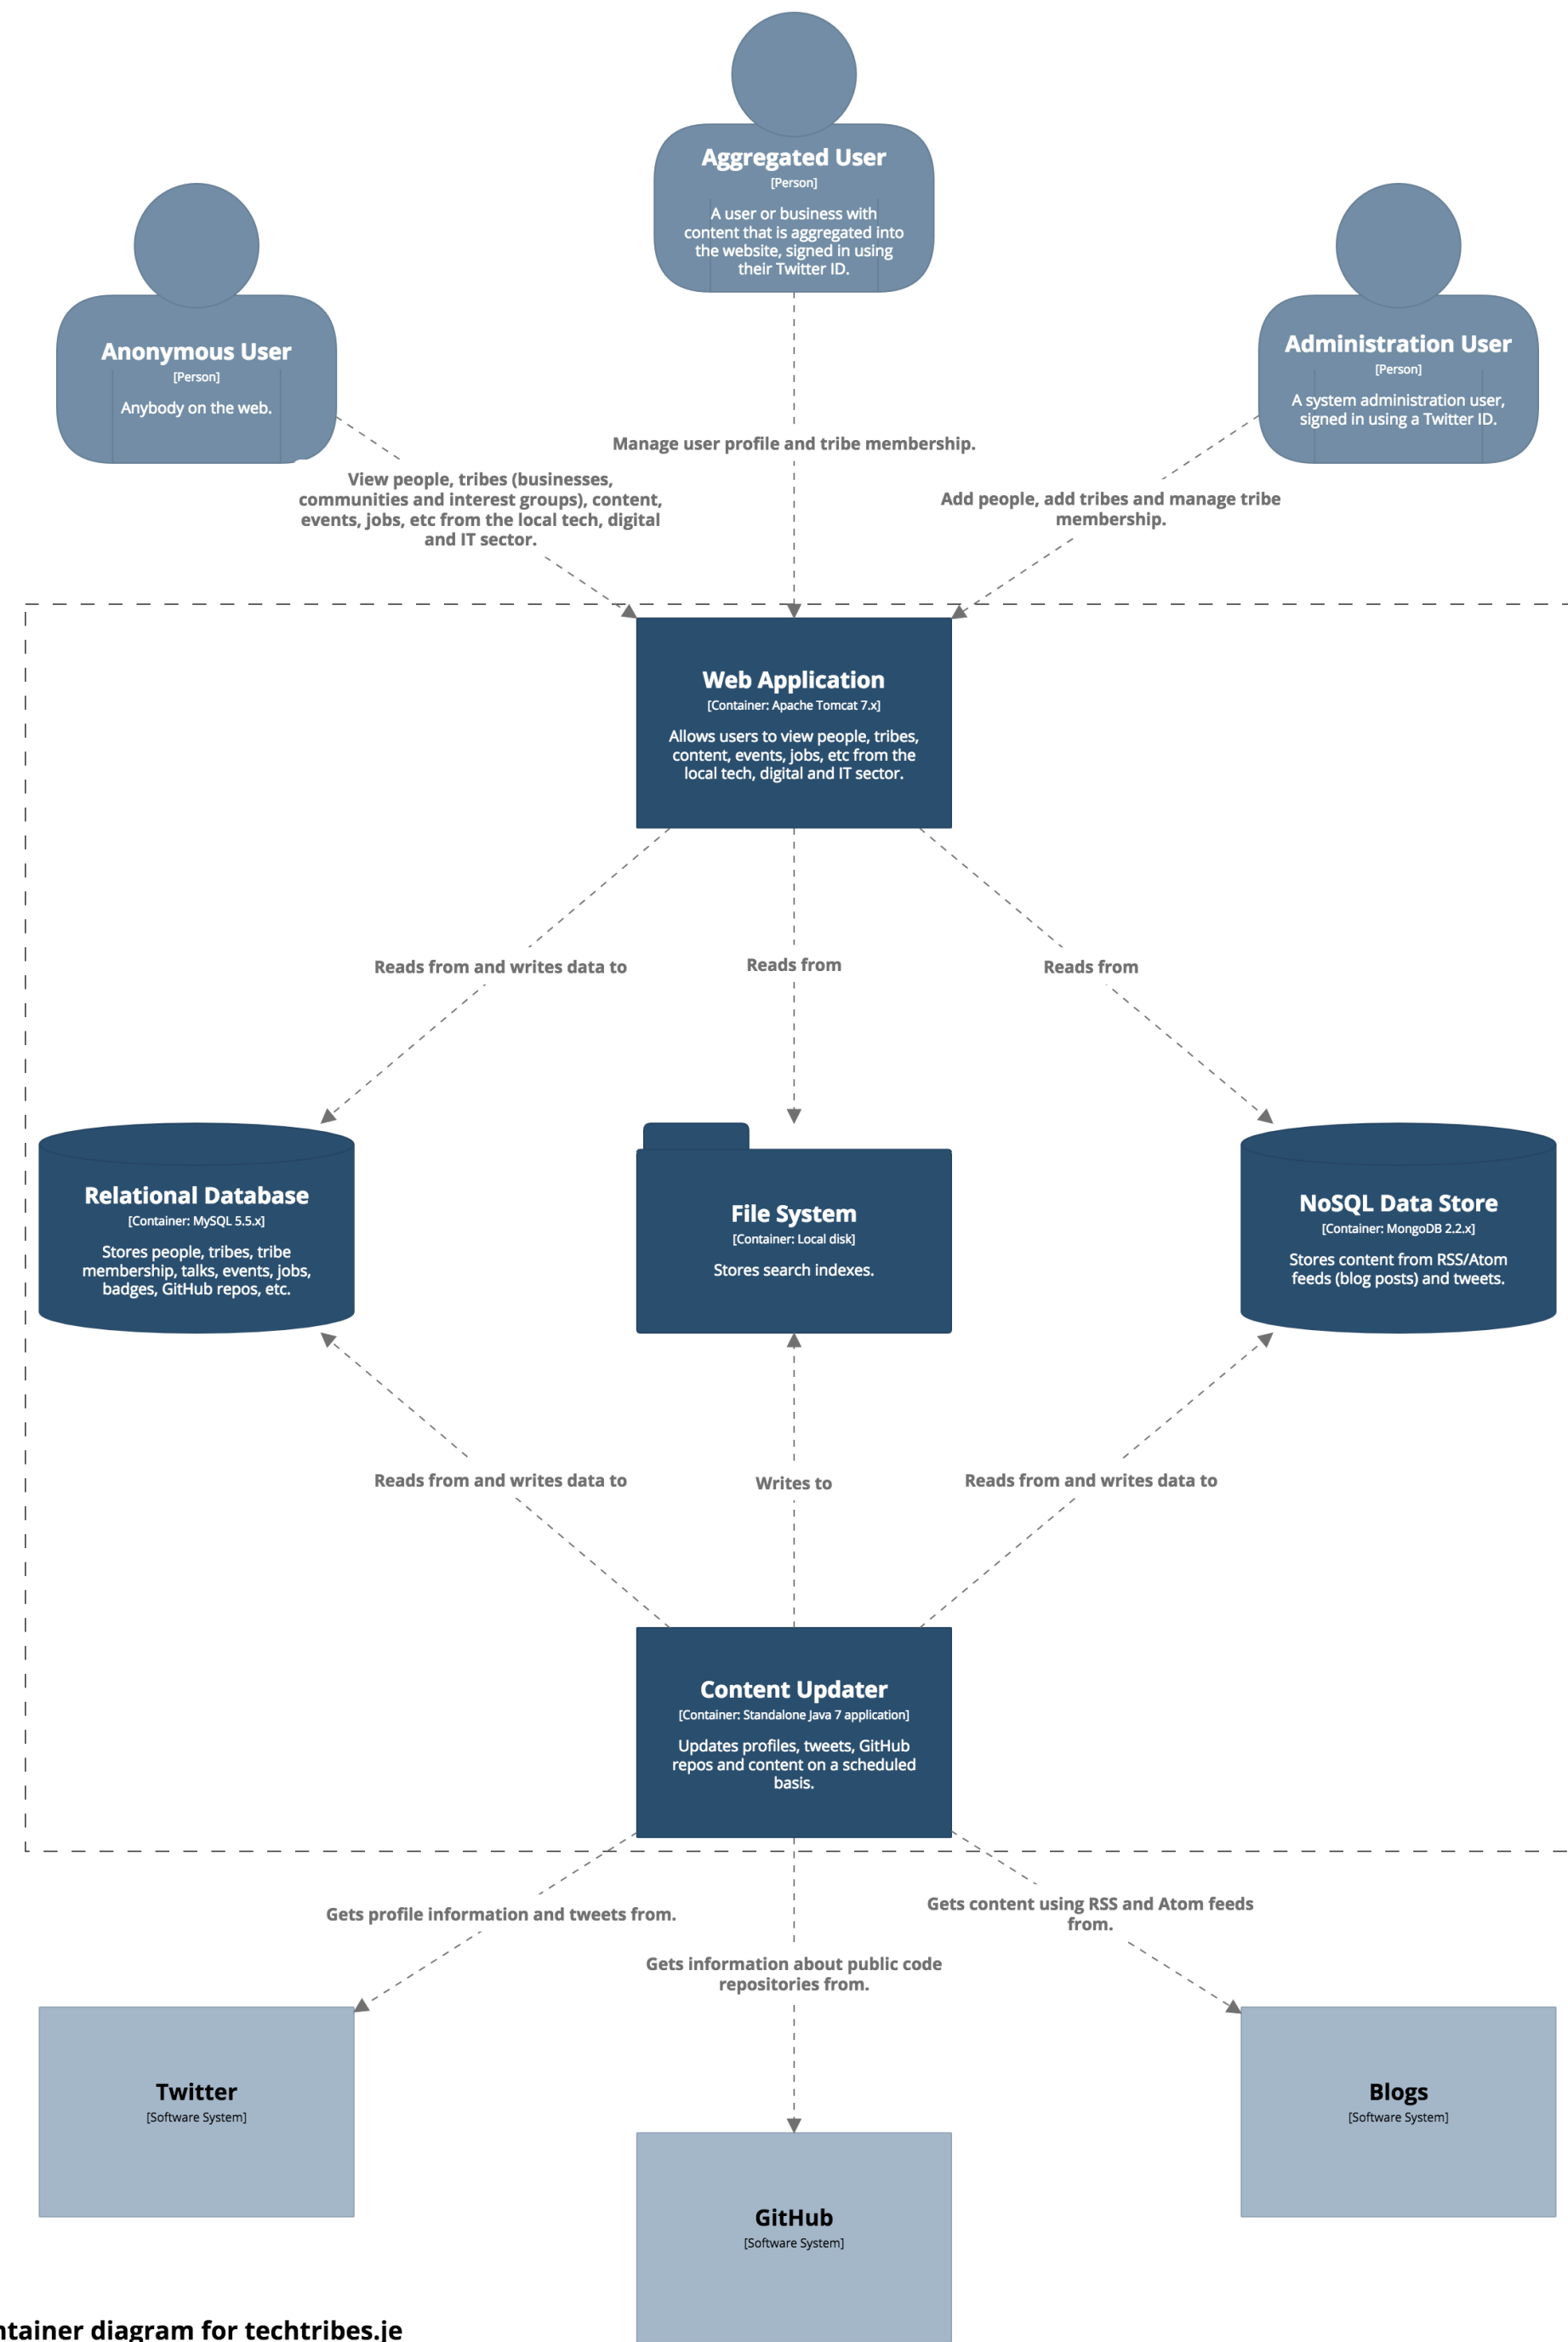 Aggregated User
[Person]
A user or business with
content that is aggregated into
the website, signed in using
their Twitter ID.
Anonymous User
[Person]
Anybody on the web.
Administration User
[Person]
A system administration user,
signed in using a Twitter ID.
Manage user profile and tribe membership.
View people, tribes (businesses,
communities and interest groups), content,
events, jobs, etc from the local tech, digital
and IT sector.
Add people, add tribes and manage tribe
membership.
Web Application
[Container: Apache Tomcat 7.x]
Allows users to view people, tribes,
content, events, jobs, etc from the
local tech, digital and IT sector.
Reads from and writes data to
Reads from
Reads from
Relational Database
[Container: MySQL 5.5.x]
Stores people, tribes, tribe
membership, talks, events, jobs,
badges, GitHub repos, etc.
File System
[Container: Local disk]
Stores search indexes.
NoSQL Data Store
[Container: MongoDB 2.2.x]
Stores content from RSS/Atom
feeds (blog posts) and tweets.
Reads from and writes data to
Writes to
Reads from and writes data to
Content Updater
[Container: Standalone Java 7 application]
Updates profiles, tweets, GitHub
repos and content on a scheduled
basis.
Gets profile information and tweets from.
Gets information about public code
repositories from.
Gets content using RSS and Atom feeds
from.
Twitter
[Software System]
GitHub
[Software System]
Blogs
[Software System]
ntainer diagram for techtribes.je